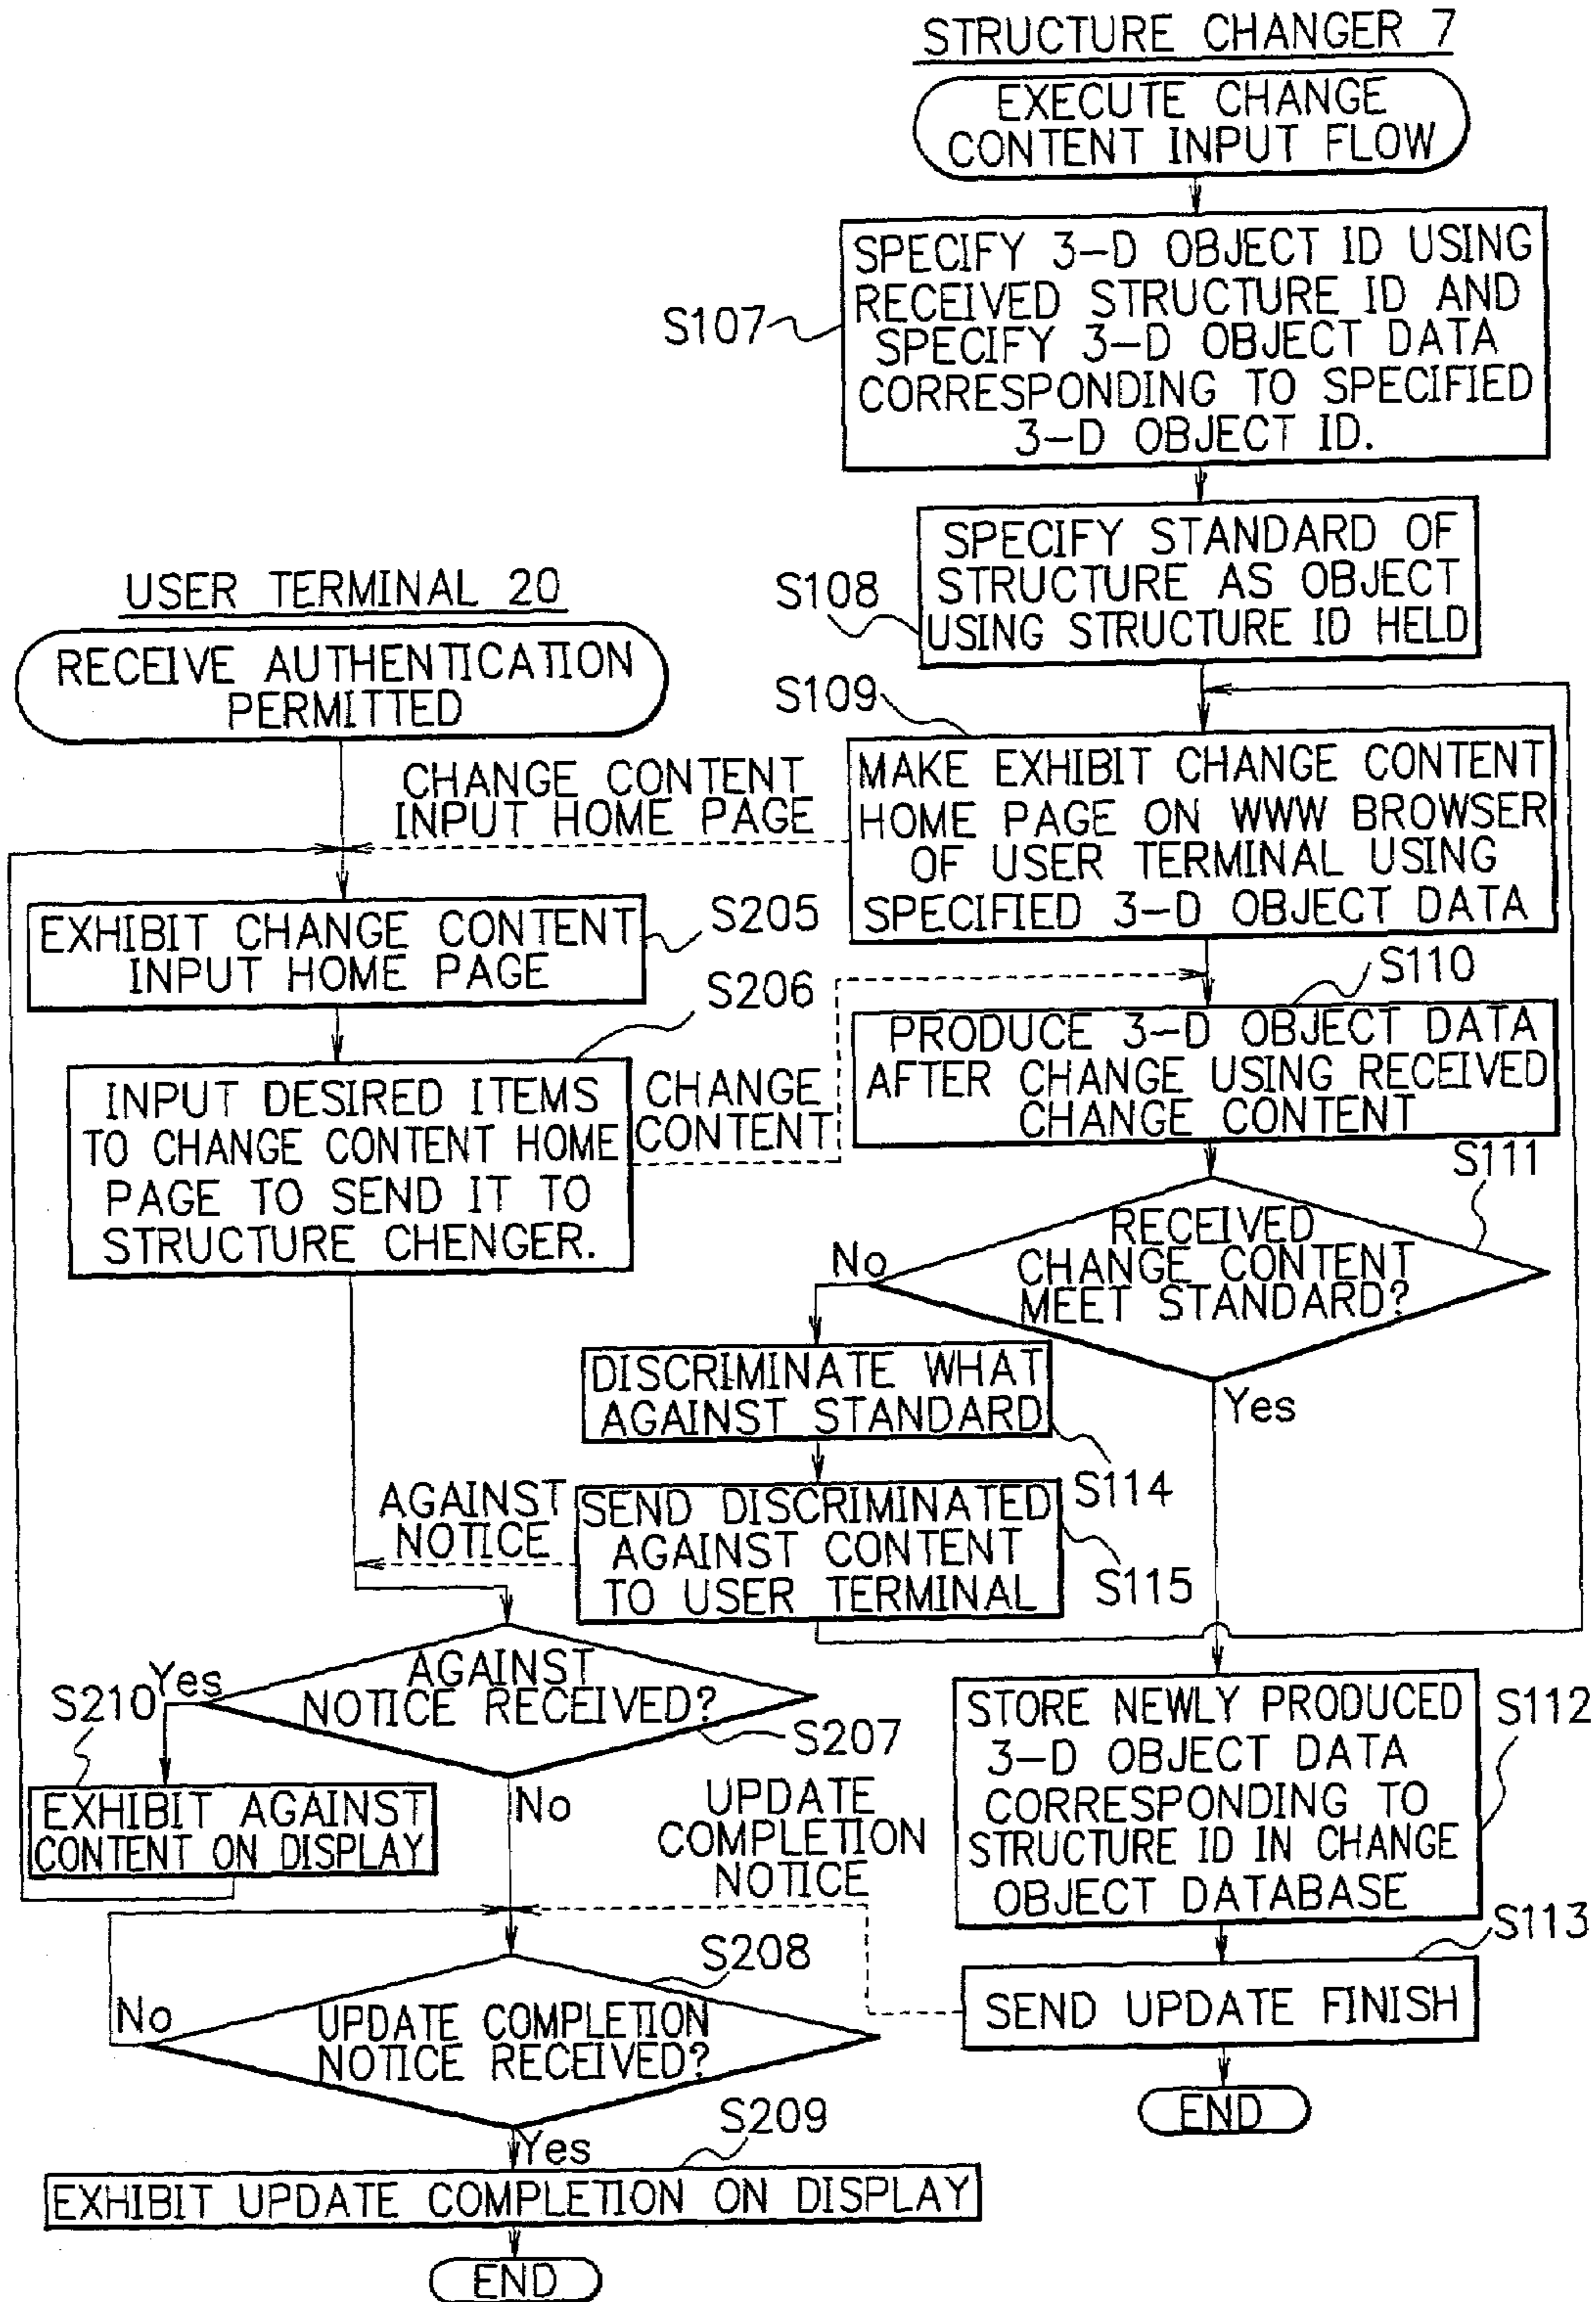 STRUCTURE CHANGER 7
EXECUTE CHANGE
CONTENT INPUT FLOW
SPECIFY 3-D OBJECT ID USING
RECEIVED STRUCTURE ID AND
SPECIFY 3-D OBJECT DATA
CORRESPONDING TO SPECIFIED
3-D OBJECT ID.
S107
SPECIFY STANDARD OF
STRUCTURE AS OBJECT
USING STRUCTURE ID HELD
S108
USER TERMINAL 20
RECEIVE AUTHENTICATION
PERMITTED
S109
CHANGE CONTENT
INPUT HOME PAGE
MAKE EXHIBIT CHANGE CONTENT
HOME PAGE ON WWW BROWSER
OF USER TERMINAL USING
SPECIFIED 3-D OBJECT DATA
EXHIBIT CHANGE CONTENT
INPUT HOME PAGE
S205
S206
S110
INPUT DESIRED ITEMS
TO CHANGE CONTENT HOME
PAGE TO SEND IT TO
STRUCTURE CHENGER.
CHANGE
CONTENT
PRODUCE 3-D OBJECT DATA
AFTER CHANGE USING RECEIVED
CHANGE CONTENT
S111
RECEIVED
CHANGE CONTENT
MEET STANDARD?
No
Yes
DISCRIMINATE WHAT
AGAINST STANDARD
S114
AGAINST
NOTICE
SEND DISCRIMINATED
AGAINST CONTENT
TO USER TERMINAL
S115
AGAINST
NOTICE RECEIVED?
Yes
S210
S207
No
EXHIBIT AGAINST
CONTENT ON DISPLAY
UPDATE
COMPLETION
NOTICE
STORE NEWLY PRODUCED
3-D OBJECT DATA
CORRESPONDING TO
STRUCTURE ID IN CHANGE
OBJECT DATABASE
S112
S113
SEND UPDATE FINISH
END
S208
UPDATE COMPLETION
NOTICE RECEIVED?
No
Yes
S209
EXHIBIT UPDATE COMPLETION ON DISPLAY
END